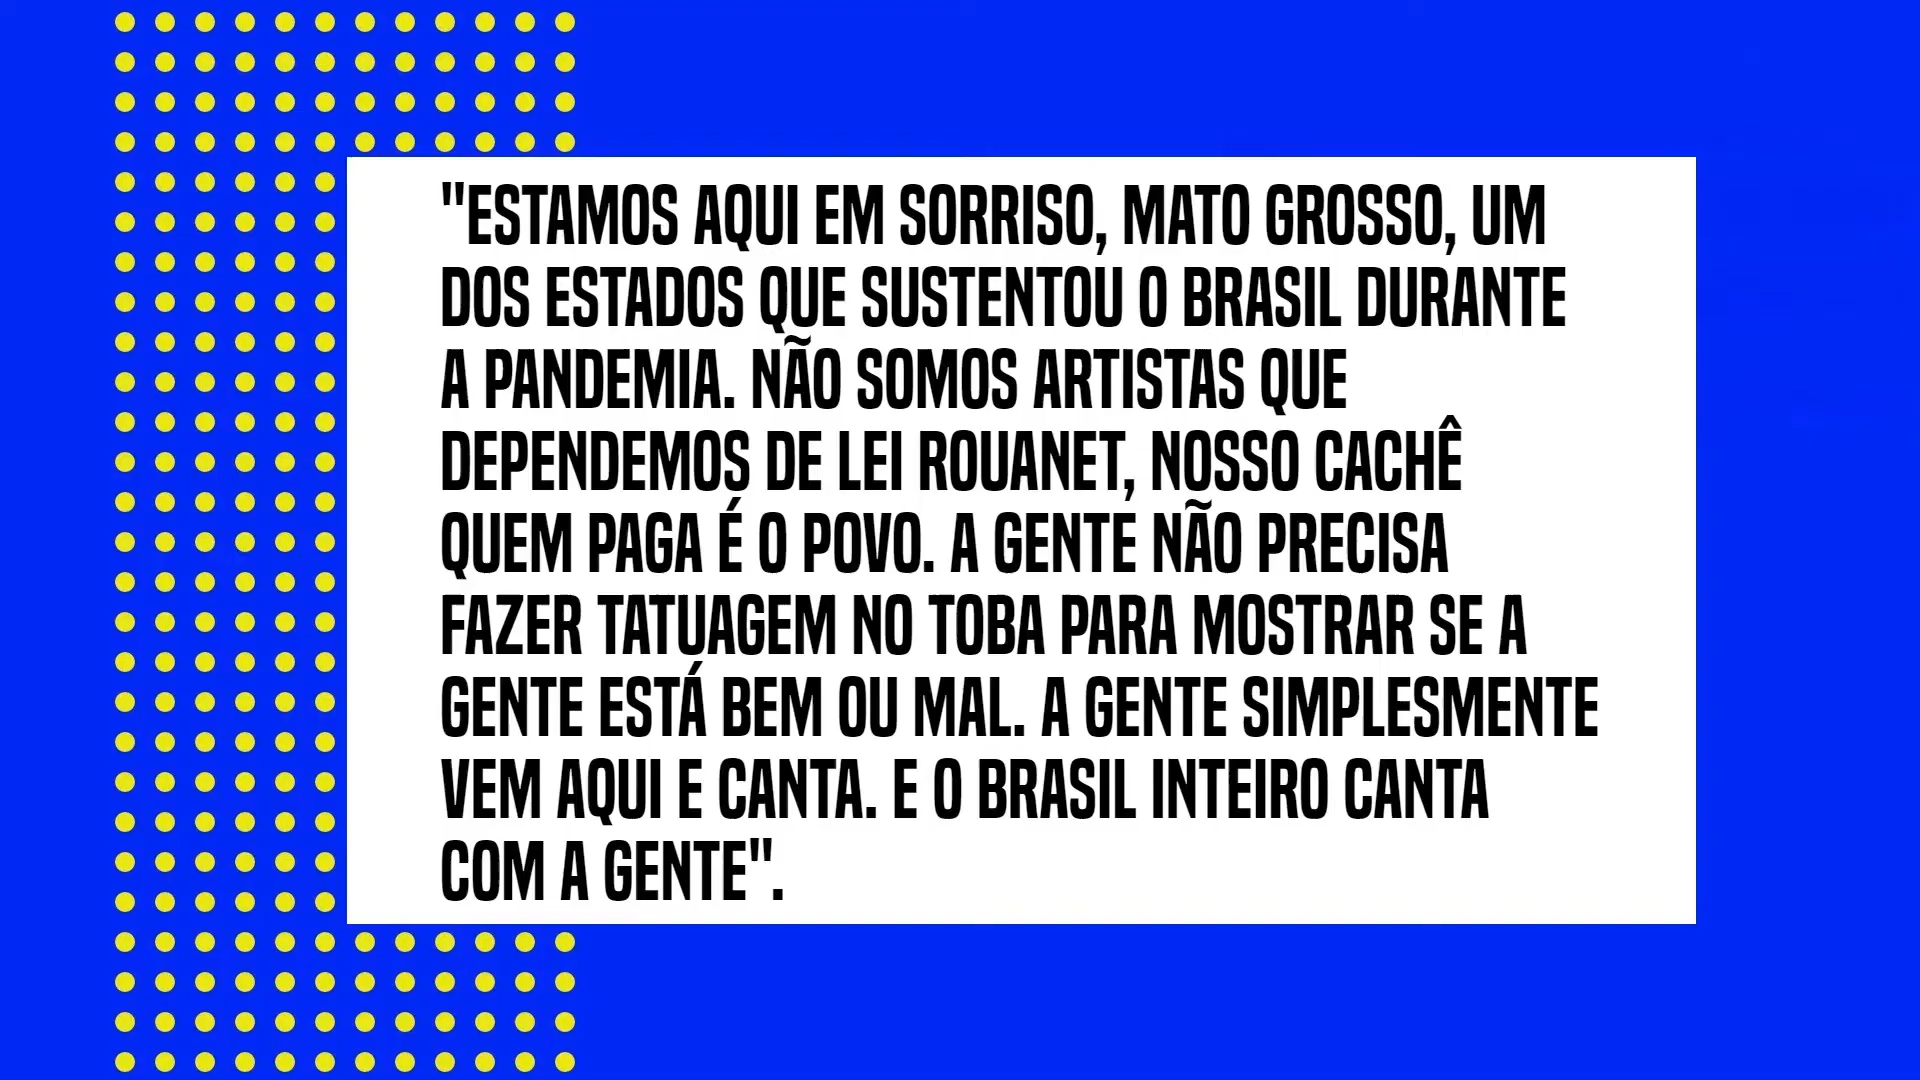 "ESTAMOS AQUI EM SORRISO, MATO GROSSO, UM
DOS ESTADOS QUE SUSTENTOU O BRASIL DURANTE
A PANDEMIA. NÃO SOMOS ARTISTAS QUE
DEPENDEMOS DE LEI ROUANET, NOSSO CACHÊ
QUEM PAGA É O POVO. A GENTE NÃO PRECISA
FAZER TATUAGEM NO TOBA PARA MOSTRAR SE A
GENTE ESTÁ BEM OU MAL. A GENTE SIMPLESMENTE
VEM AQUI E CANTA. E O BRASIL INTEIRO CANTA
COM A GENTE".